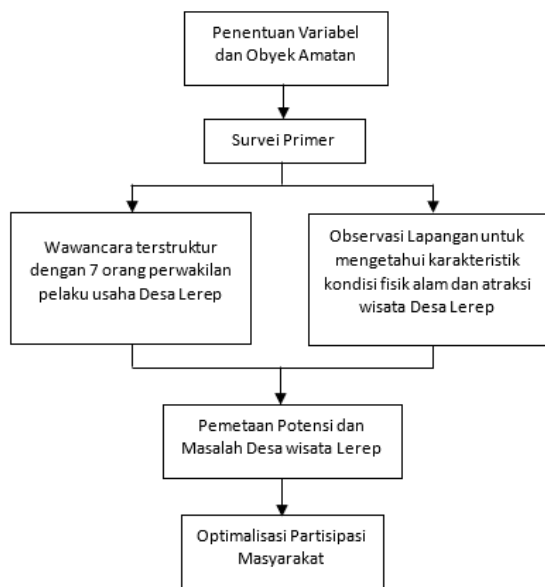 Penentuan Variabel
dan Obyek Amatan
Survei Primer
Wawancara terstruktur
dengan 7 orang perwakilan
pelaku usaha Desa Lerep
Observasi Lapangan untuk
mengetahui karakteristik
kondisi fisik alam dan atraksi
wisata Desa Lerep
Pemetaan Potensi dan
Masalah Desa wisata Lerep
Optimalisasi Partisipasi
Masyarakat